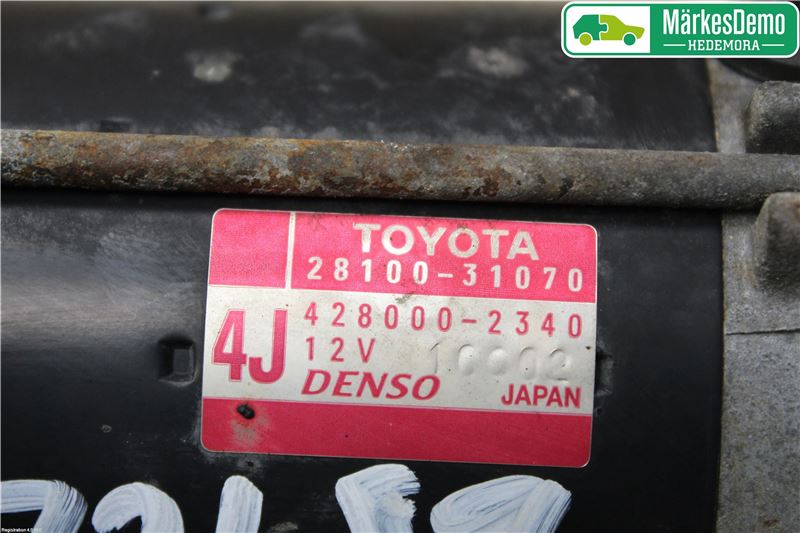 MärkesDemo
HEDEMORA
TOYOTA
28100-31070
4J
428000-2340
12V
DENSO
JAPAN